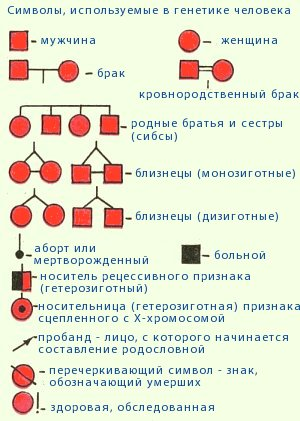 Символы, используемые в генетике человека
- мужчина
- женщина
- брак
кровнородственный брак
- родные братья и сестры
(сибсы)
- близнецы (монозиготные)
- близнецы (дизиготные)
- аборт или
мертворожденный
- больной
- носитель рецессивного признака
(гетерозиготный)
- носительница (гетерозиготная) признака
сцепленного с Х-хромосомой
- пробанд - лицо, с которого начинается
составление родословной
- перечеркивающий символ - знак,
обозначающий умерших
! - здоровая, обследованная